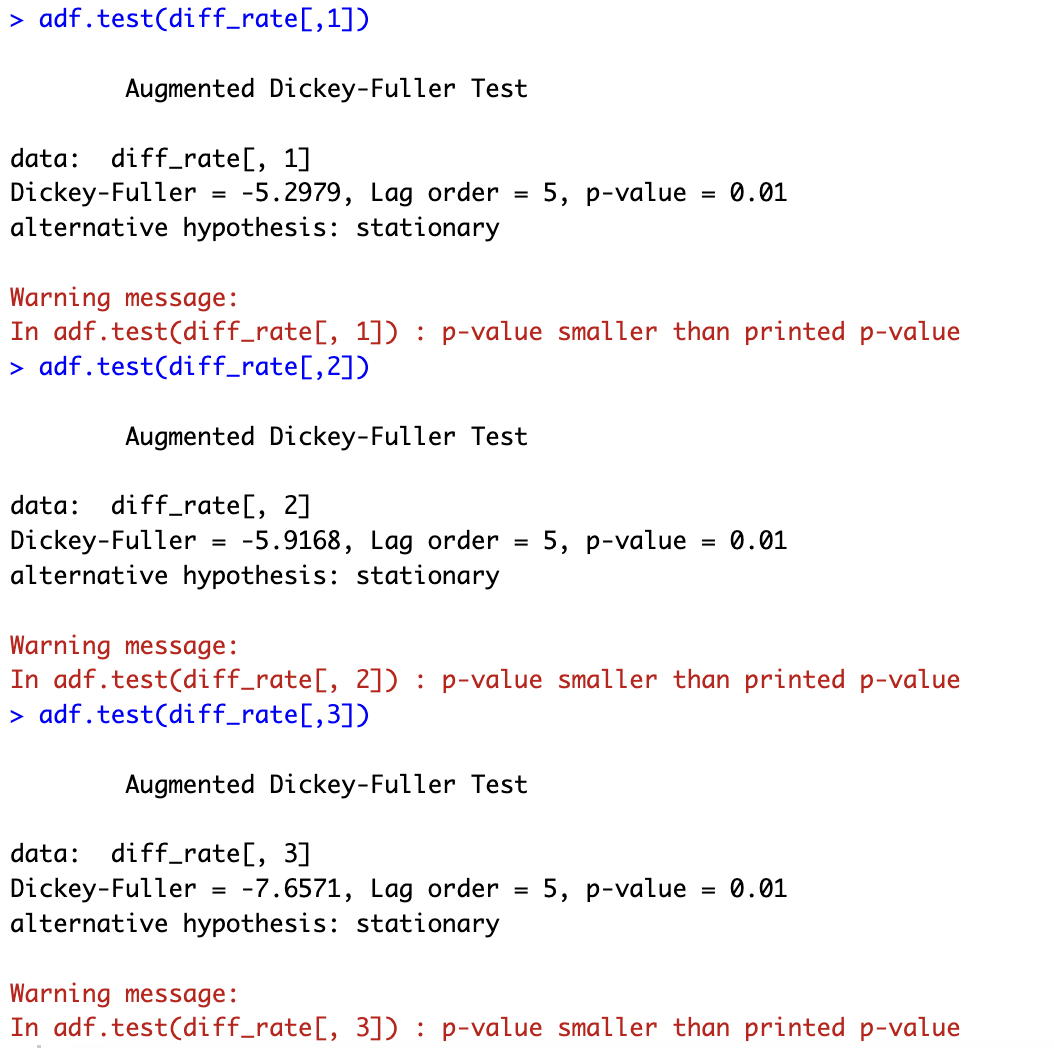 > adf.test(diff_rate[,1])
Augmented Dickey-Fuller Test
data:  diff_rate[, 1]
Dickey-Fuller = -5.2979, Lag order = 5, p-value = 0.01
alternative hypothesis: stationary
Warning message:
In adf.test(diff_rate[, 1]) : p-value smaller than printed p-value
> adf.test(diff_rate[,2])
Augmented Dickey-Fuller Test
data:  diff_rate[, 2]
Dickey-Fuller = -5.9168, Lag order = 5, p-value = 0.01
alternative hypothesis: stationary
Warning message:
In adf.test(diff_rate[, 2]) : p-value smaller than printed p-value
> adf.test(diff_rate[,3])
Augmented Dickey-Fuller Test
data:  diff_rate[, 3]
Dickey-Fuller = -7.6571, Lag order = 5, p-value = 0.01
alternative hypothesis: stationary
Warning message:
In adf.test(diff_rate[, 3]) : p-value smaller than printed p-value